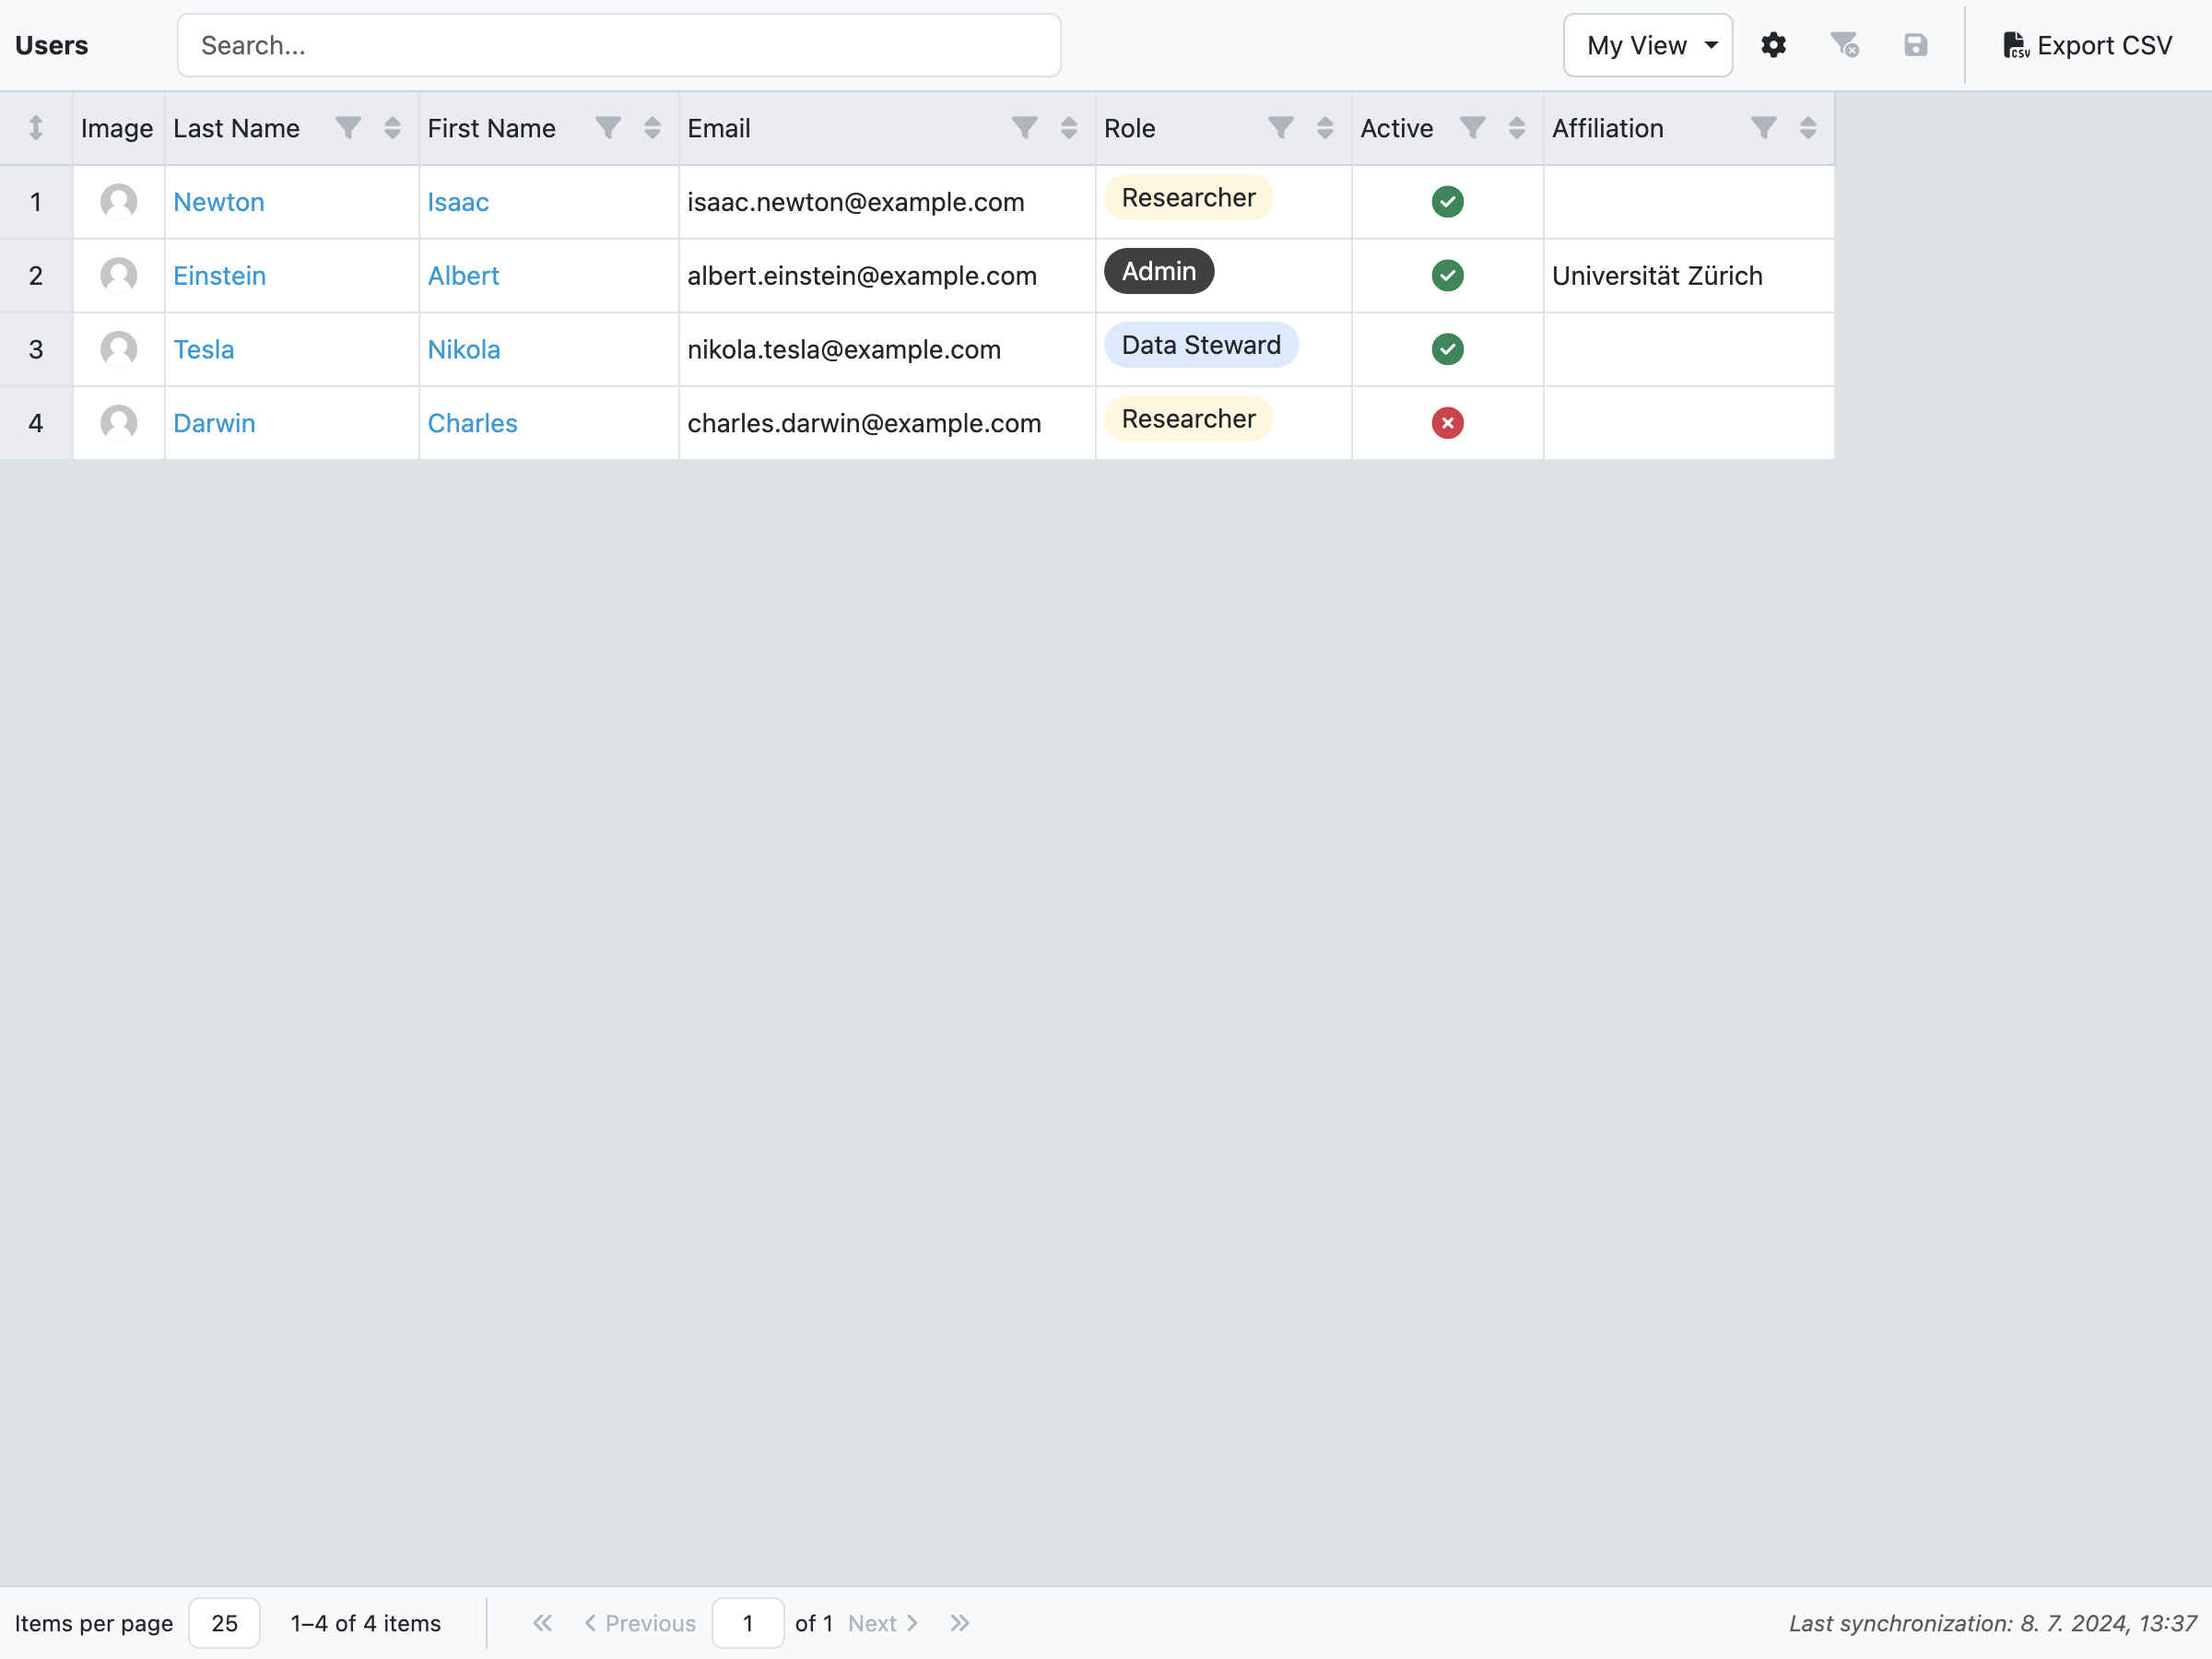 Users Search... My View Export CSV
Image Last Name First Name Email Role Active Affiliation
1 Newton Isaac isaac.newton@example.com Researcher
2 Einstein Albert albert.einstein@example.com Admin Universität Zürich
3 Tesla Nikola nikola.tesla@example.com Data Steward
4 Darwin Charles charles.darwin@example.com Researcher
Items per page 25 1–4 of 4 items Previous 1 of 1 Next Last synchronization: 8. 7. 2024, 13:37